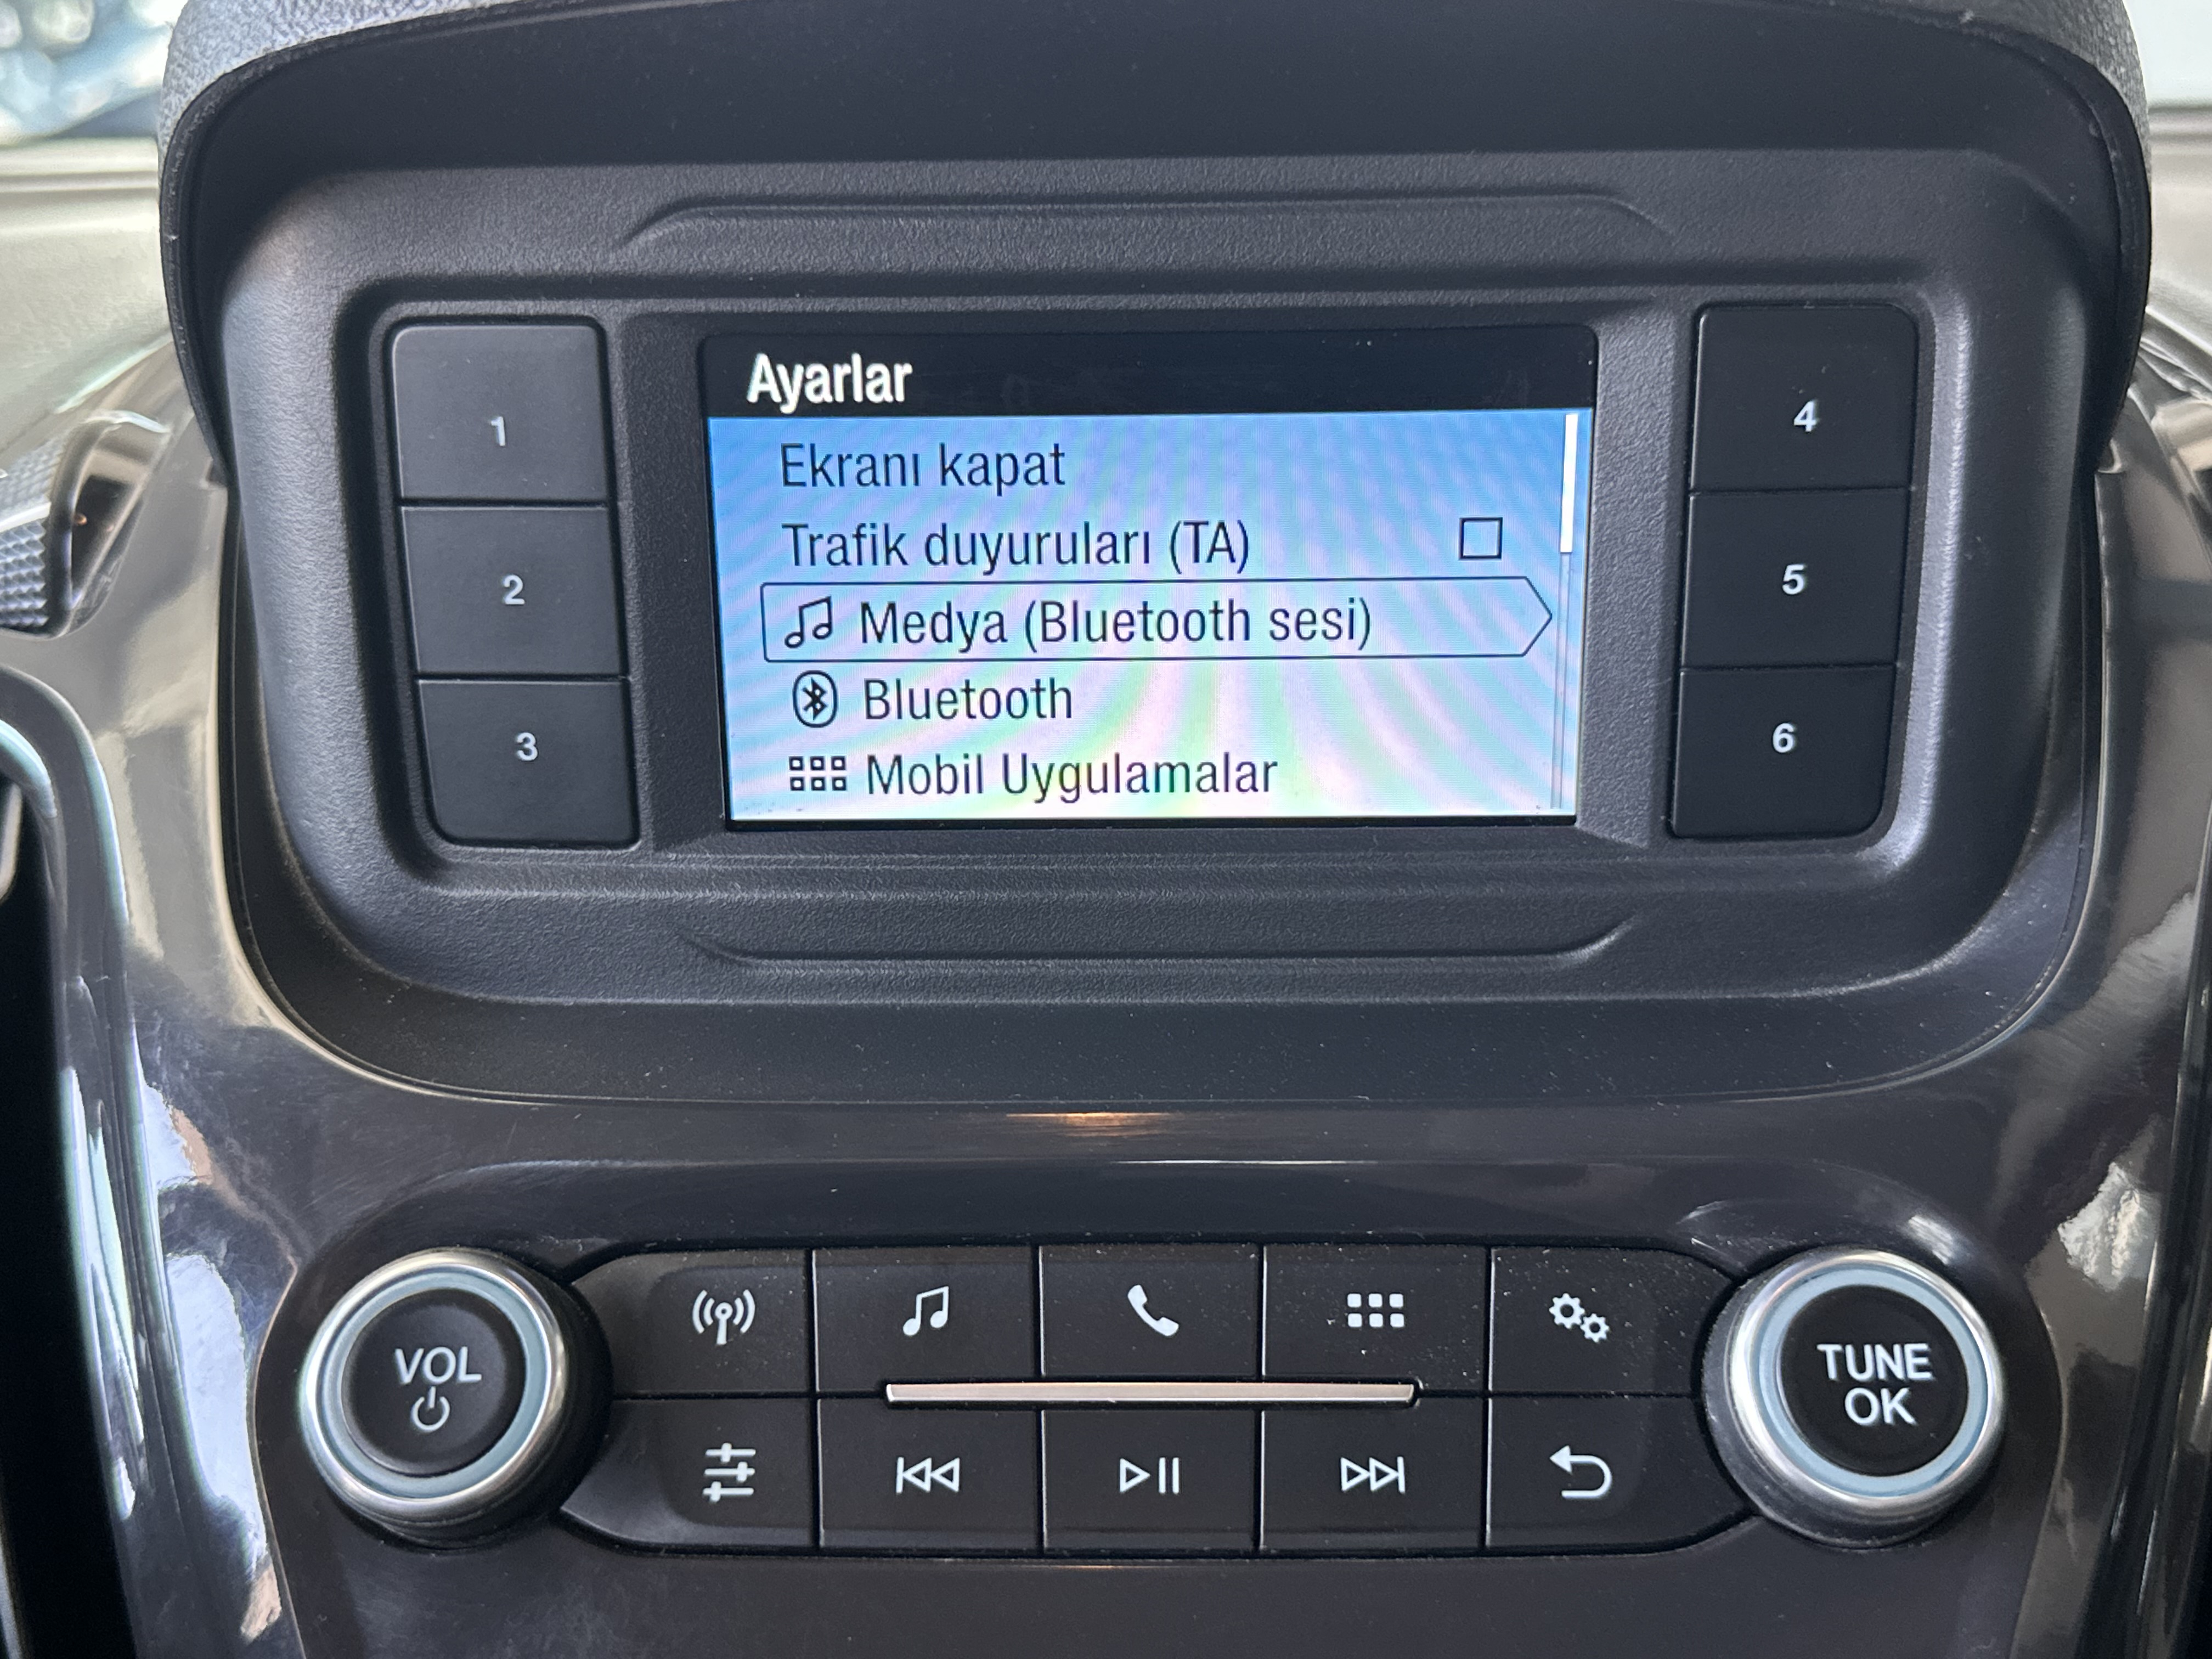 Ayarlar
Ekranı kapat
Trafik duyuruları (TA)
Medya (Bluetooth sesi)
Bluetooth
Mobil Uygulamalar
1
2
3
4
5
6
VOL
TUNE
OK